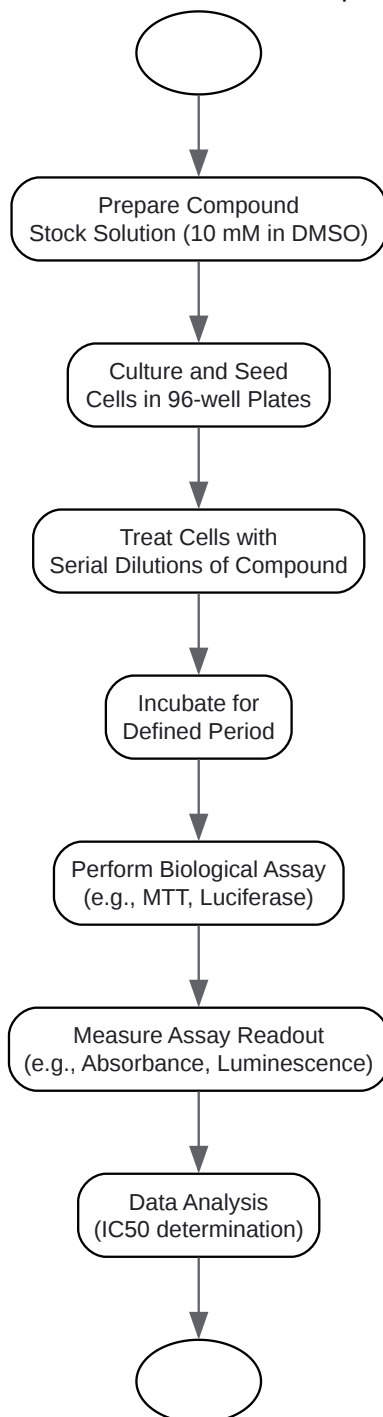 Prepare Compound
Stock Solution (10 mM in DMSO)
Culture and Seed
Cells in 96-well Plates
Treat Cells with
Serial Dilutions of Compound
Incubate for
Defined Period
Perform Biological Assay
(e.g., MTT, Luciferase)
Measure Assay Readout
(e.g., Absorbance, Luminescence)
Data Analysis
(IC50 determination)